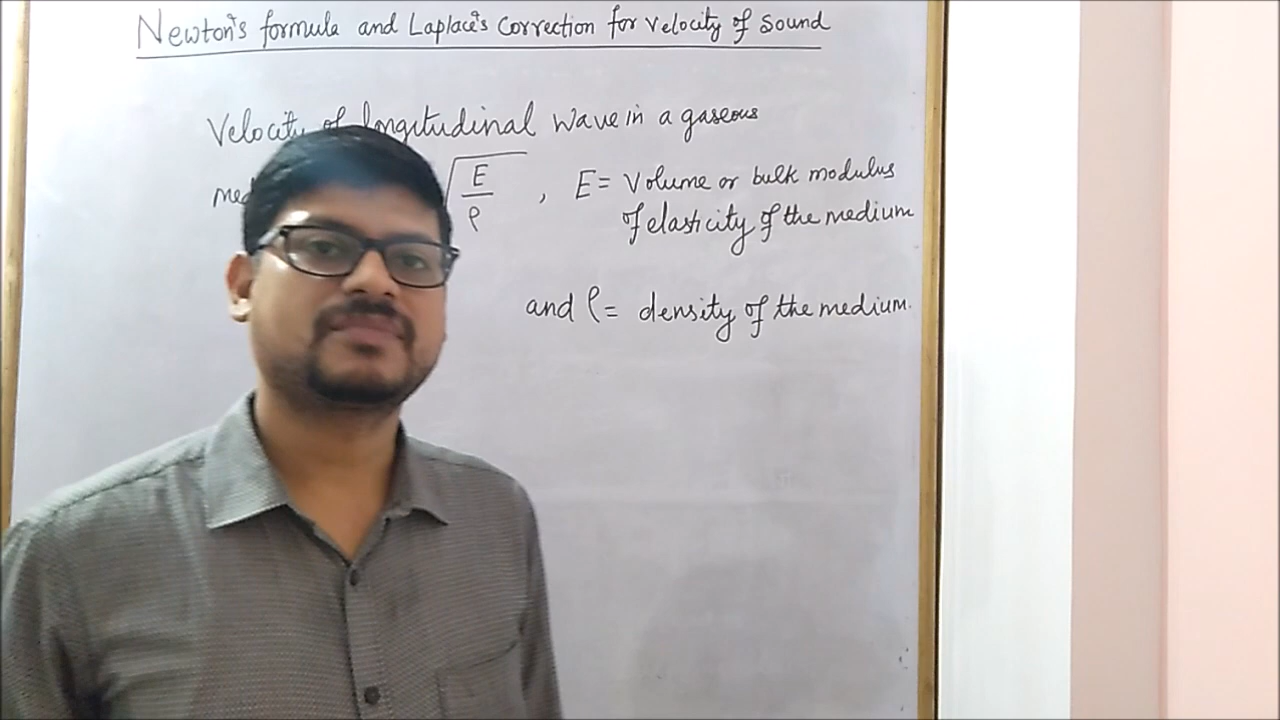 Newton's formula and Laplace's Correction for velocity of sound
Velocity of longitudinal wave in a gaseous
√E/ρ , E = Volume or bulk modulus
of elasticity of the medium
and ρ = density of the medium.